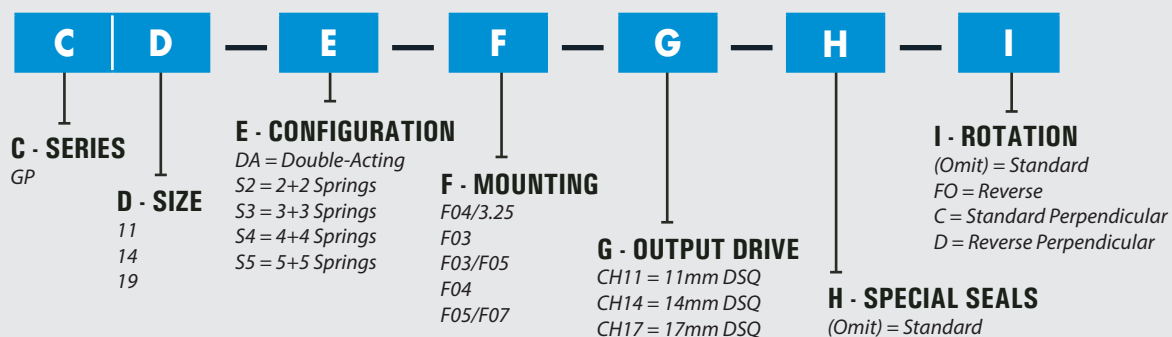 C D — E — F — G — H — I
C - SERIES
GP
D - SIZE
11
14
19
E - CONFIGURATION
DA = Double-Acting
S2 = 2+2 Springs
S3 = 3+3 Springs
S4 = 4+4 Springs
S5 = 5+5 Springs
F - MOUNTING
F04/3.25
F03
F03/F05
F04
F05/F07
G - OUTPUT DRIVE
CH11 = 11mm DSQ
CH14 = 14mm DSQ
CH17 = 17mm DSQ
H - SPECIAL SEALS
(Omit) = Standard
I - ROTATION
(Omit) = Standard
FO = Reverse
C = Standard Perpendicular
D = Reverse Perpendicular